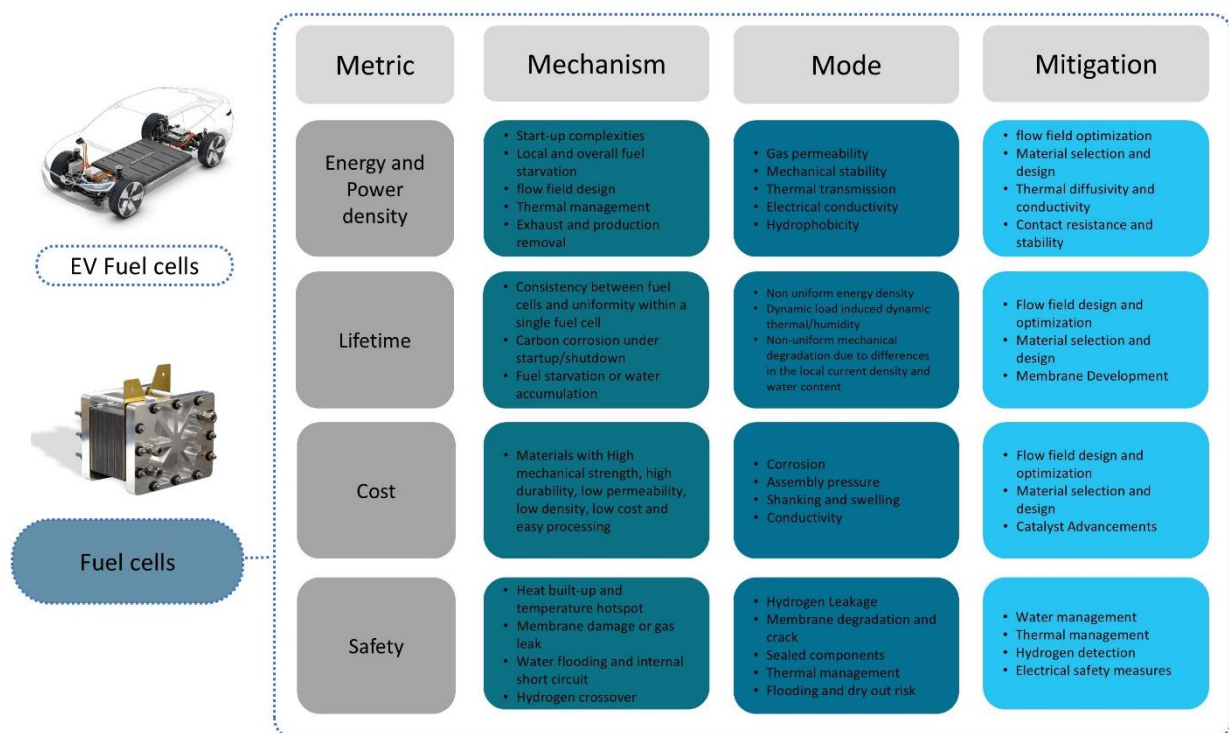 Metric
Mechanism
Mode
Mitigation
EV Fuel cells
Fuel cells
Energy and
Power
density
• Start-up complexities
• Local and overall fuel
starvation
• flow field design
• Thermal management
• Exhaust and production
removal
• Gas permeability
• Mechanical stability
• Thermal transmission
• Electrical conductivity
• Hydrophobicity
• flow field optimization
• Material selection and
design
• Thermal diffusivity and
conductivity
• Contact resistance and
stability
Lifetime
• Consistency between fuel
cells and uniformity within a
single fuel cell
• Carbon corrosion under
startup/shutdown
• Fuel starvation or water
accumulation
• Non uniform energy density
• Dynamic load induced dynamic
thermal/humidity
• Non-uniform mechanical
degradation due to differences
in the local current density and
water content
• Flow field design and
optimization
• Material selection and
design
• Membrane Development
Cost
• Materials with High
mechanical strength, high
durability, low permeability,
low density, low cost and
easy processing
• Corrosion
• Assembly pressure
• Shanking and swelling
• Conductivity
• Flow field design and
optimization
• Material selection and
design
• Catalyst Advancements
Safety
• Heat built-up and
temperature hotspot
• Membrane damage or gas
leak
• Water flooding and internal
short circuit
• Hydrogen crossover
• Hydrogen Leakage
• Membrane degradation and
crack
• Sealed components
• Thermal management
• Flooding and dry out risk
• Water management
• Thermal management
• Hydrogen detection
• Electrical safety measures